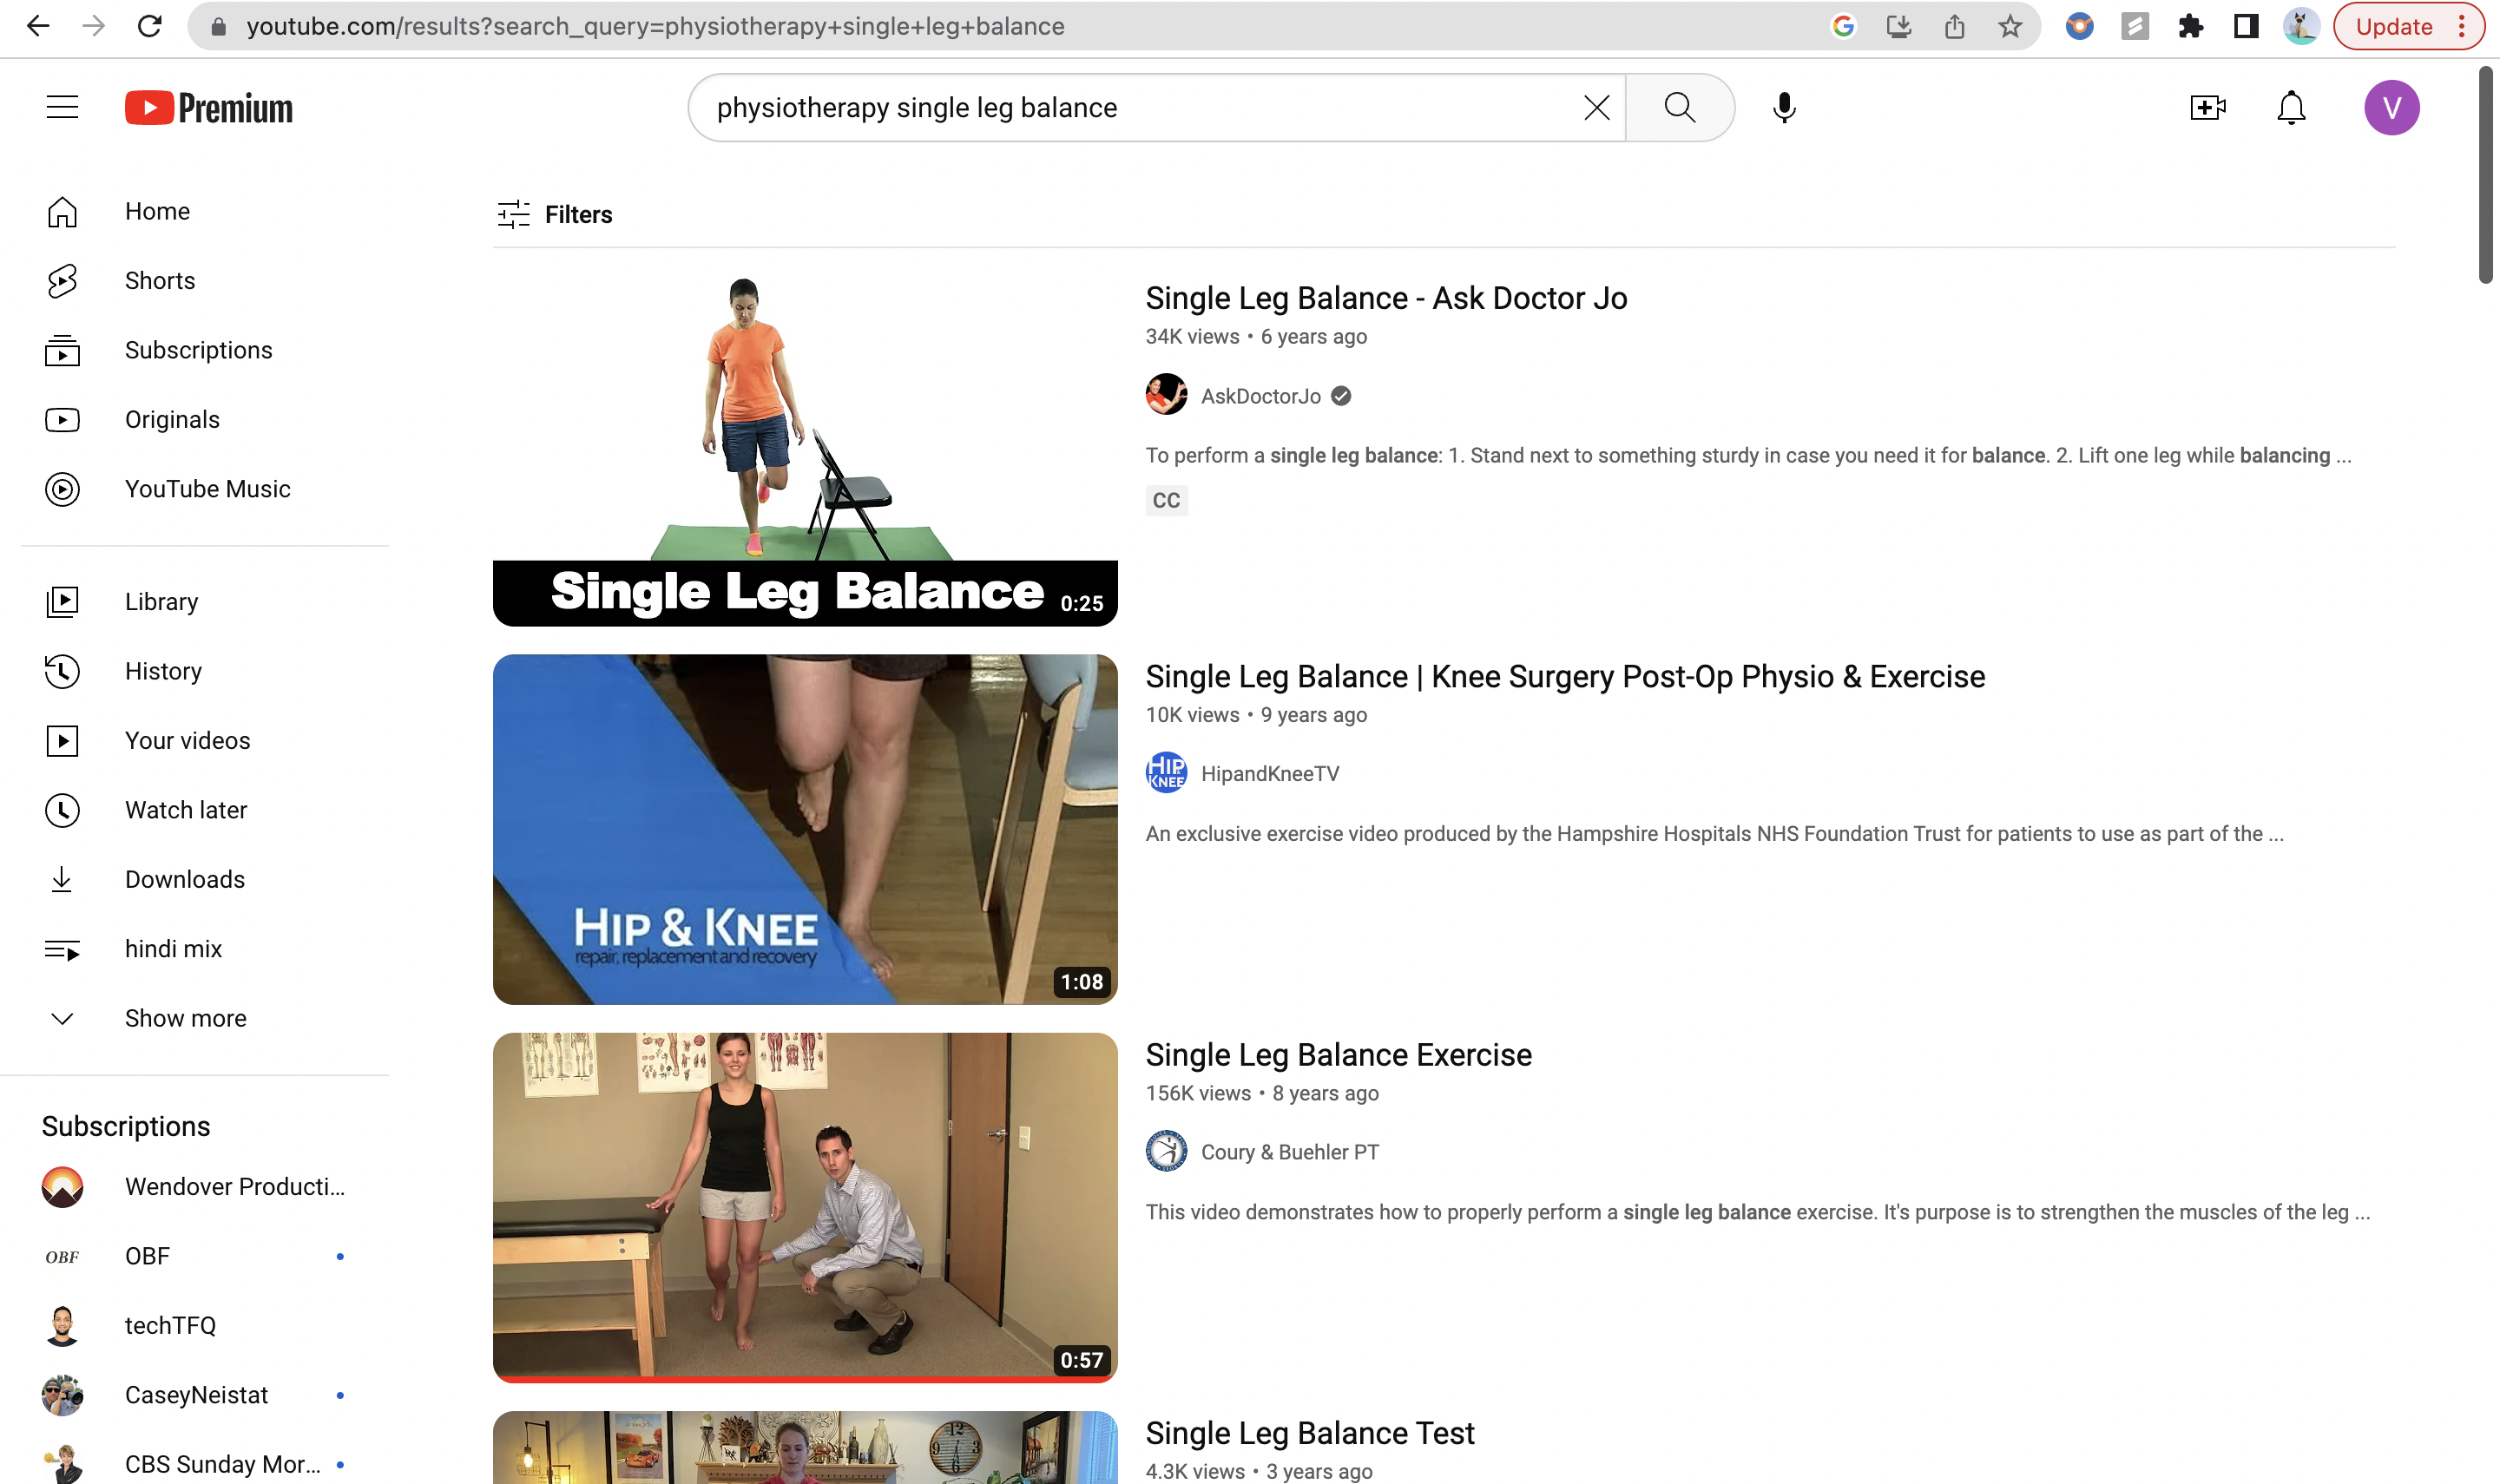 youtube.com/results?search_query=physiotherapy+single+leg+balance
Update
Premium
physiotherapy single leg balance
V
Home
Shorts
Subscriptions
Originals
YouTube Music
Library
History
Your videos
Watch later
Downloads
hindi mix
Show more
Subscriptions
Wendover Producti...
OBF
OBF
techTFQ
CaseyNeistat
CBS Sunday Mor...
Filters
Single Leg Balance
0:25
Single Leg Balance - Ask Doctor Jo
34K views • 6 years ago
AskDoctorJo
To perform a single leg balance: 1. Stand next to something sturdy in case you need it for balance. 2. Lift one leg while balancing ...
CC
HIP & KNEE
repair, replacement and recovery
1:08
Single Leg Balance | Knee Surgery Post-Op Physio & Exercise
10K views • 9 years ago
HIP
KNEE
HipandKneeTV
An exclusive exercise video produced by the Hampshire Hospitals NHS Foundation Trust for patients to use as part of the ...
0:57
Single Leg Balance Exercise
156K views • 8 years ago
Coury & Buehler PT
This video demonstrates how to properly perform a single leg balance exercise. It's purpose is to strengthen the muscles of the leg ...
12
9
3
6
Single Leg Balance Test
4.3K views • 3 years ago